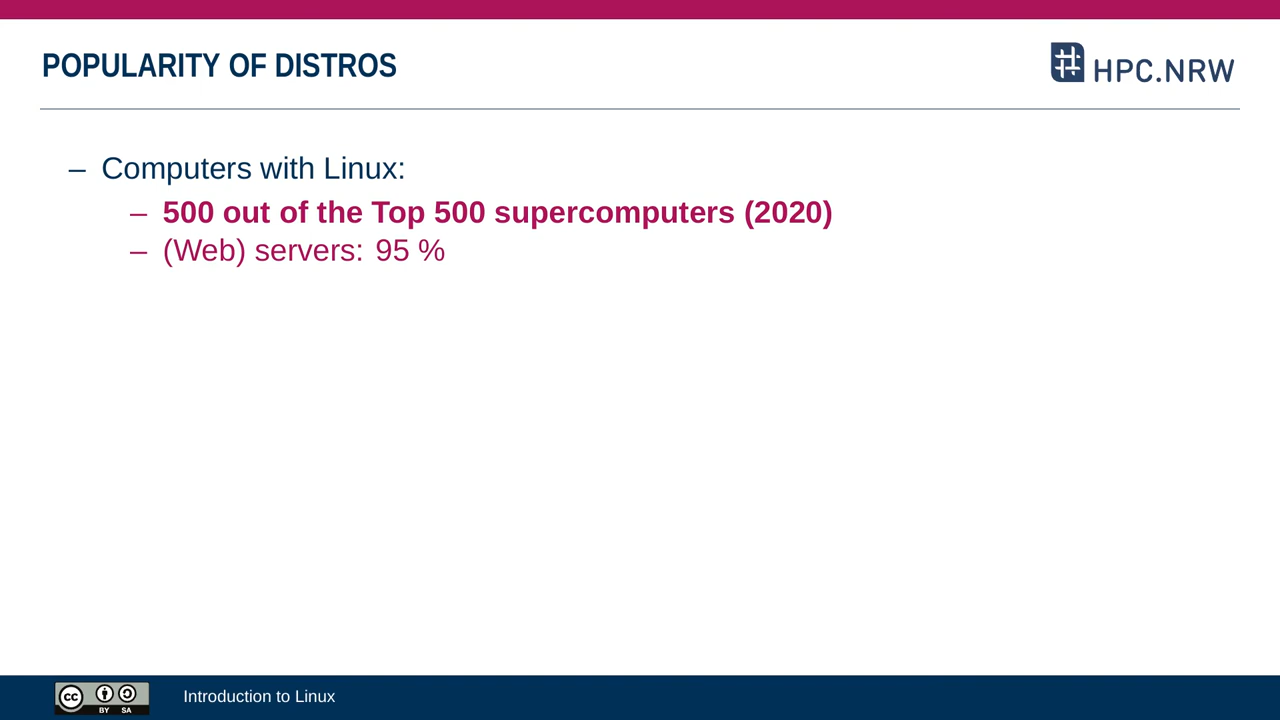 POPULARITY OF DISTROS
HPC.NRW
– Computers with Linux:
– 500 out of the Top 500 supercomputers (2020)
– (Web) servers: 95 %
cc
BY SA
Introduction to Linux